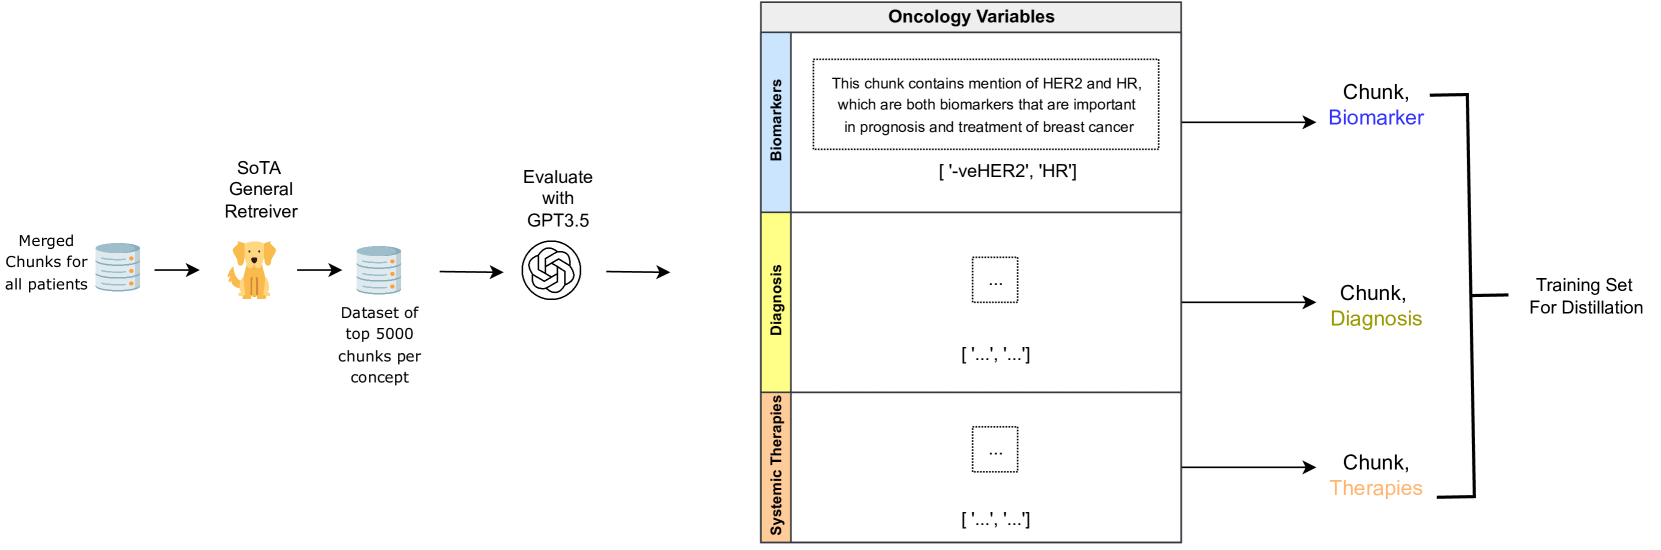 Merged
Chunks for
all patients
SoTA
General
Retreiver
Dataset of
top 5000
chunks per
concept
Evaluate
with
GPT3.5
Oncology Variables
Biomarkers
This chunk contains mention of HER2 and HR,
which are both biomarkers that are important
in prognosis and treatment of breast cancer
[ '-veHER2', 'HR']
Diagnosis
...
[ '...', '...']
Systemic Therapies
...
[ '...', '...']
Chunk,
Biomarker
Chunk,
Diagnosis
Chunk,
Therapies
Training Set
For Distillation